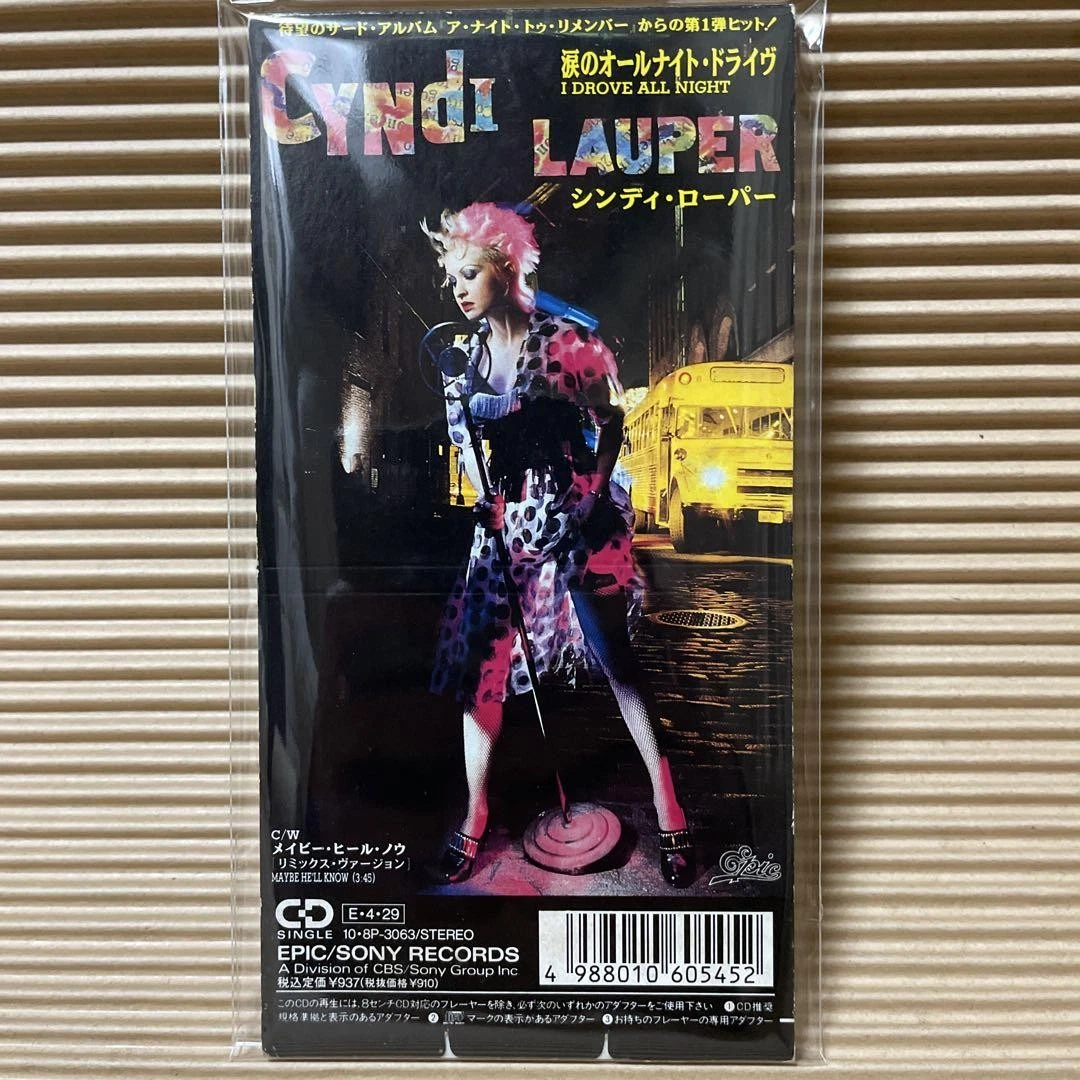 待望のサード・アルバム『ア・ナイト・トゥ・リメンバー』からの第1弾ヒット!
涙のオールナイト・ドライヴ
I DROVE ALL NIGHT
CYNdI
LAUPER
シンディ・ローパー
C/W
メイビー・ヒール・ノウ
[リミックス・ヴァージョン]
MAYBE HE'LL KNOW (3:45)
Epic
CD
SINGLE
E・4・29
10・8P-3063/STEREO
EPIC/SONY RECORDS
A Division of CBS/Sony Group Inc
税込定価¥937(税抜価格¥910)
4 988010 605452
このCDの再生には、8センチCD対応のプレーヤーを除き、必ず次のいずれかのアダプターをご使用下さい ①CD推奨
規格準拠と表示のあるアダプター ② マークの表示があるアダプター ③お持ちのプレーヤーの専用アダプター